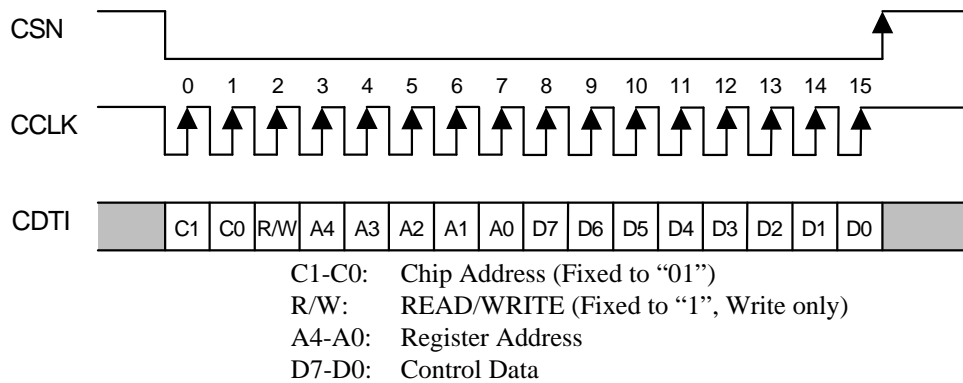 CSN
0 1 2 3 4 5 6 7 8 9 10 11 12 13 14 15
CCLK
CDTI C1 C0 R/W A4 A3 A2 A1 A0 D7 D6 D5 D4 D3 D2 D1 D0
C1-C0: Chip Address (Fixed to “01”)
R/W: READ/WRITE (Fixed to “1”, Write only)
A4-A0: Register Address
D7-D0: Control Data